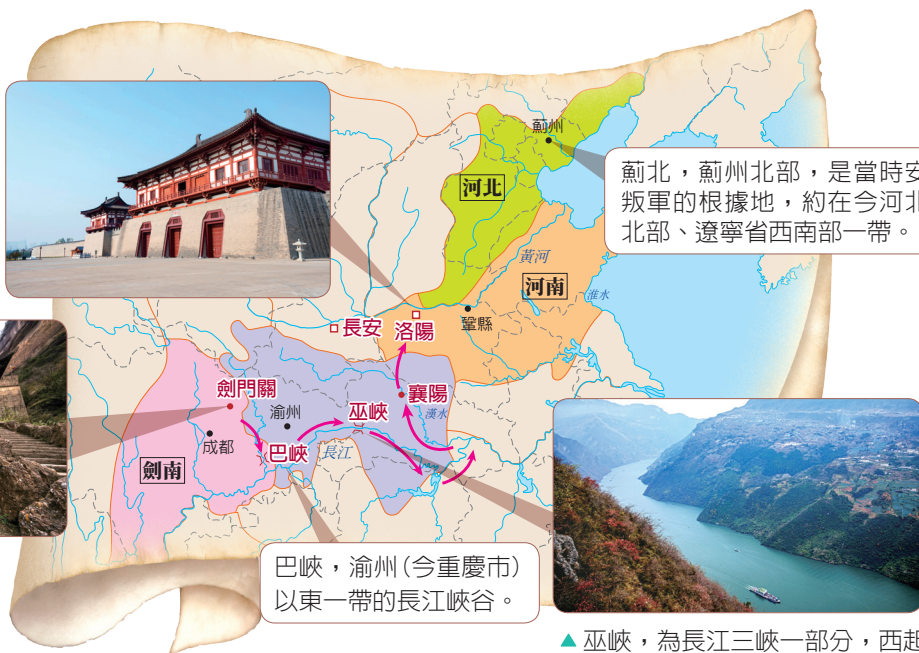 薊州
薊北，薊州北部，是當時安
叛軍的根據地，約在今河北
北部、遼寧省西南部一帶。
河北
黃河
河南
淮水
鞏縣
長安
洛陽
劍門關
襄陽
渝州
巫峽
漢水
成都
巴峽
長江
劍南
巴峽，渝州（今重慶市）
以東一帶的長江峽谷。
▲巫峽，為長江三峽一部分，西起